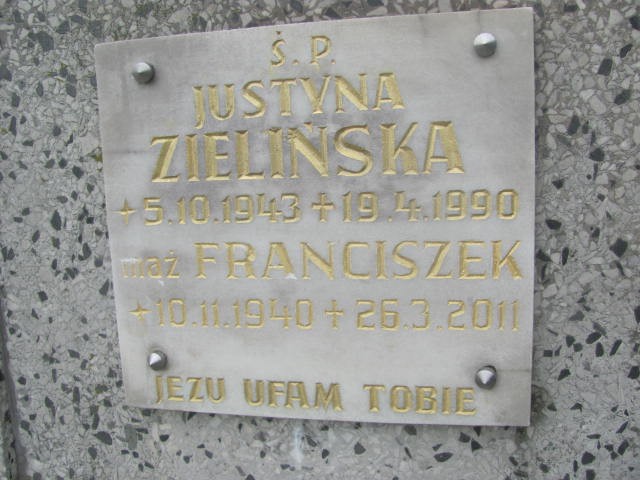 Ś. P.
JUSTYNA
ZIELIŃSKA
+5.10.1943 +19.4.1990
mąż FRANCISZEK
+10.11.1940 +26.3.2011
JEZU UFAM TOBIE